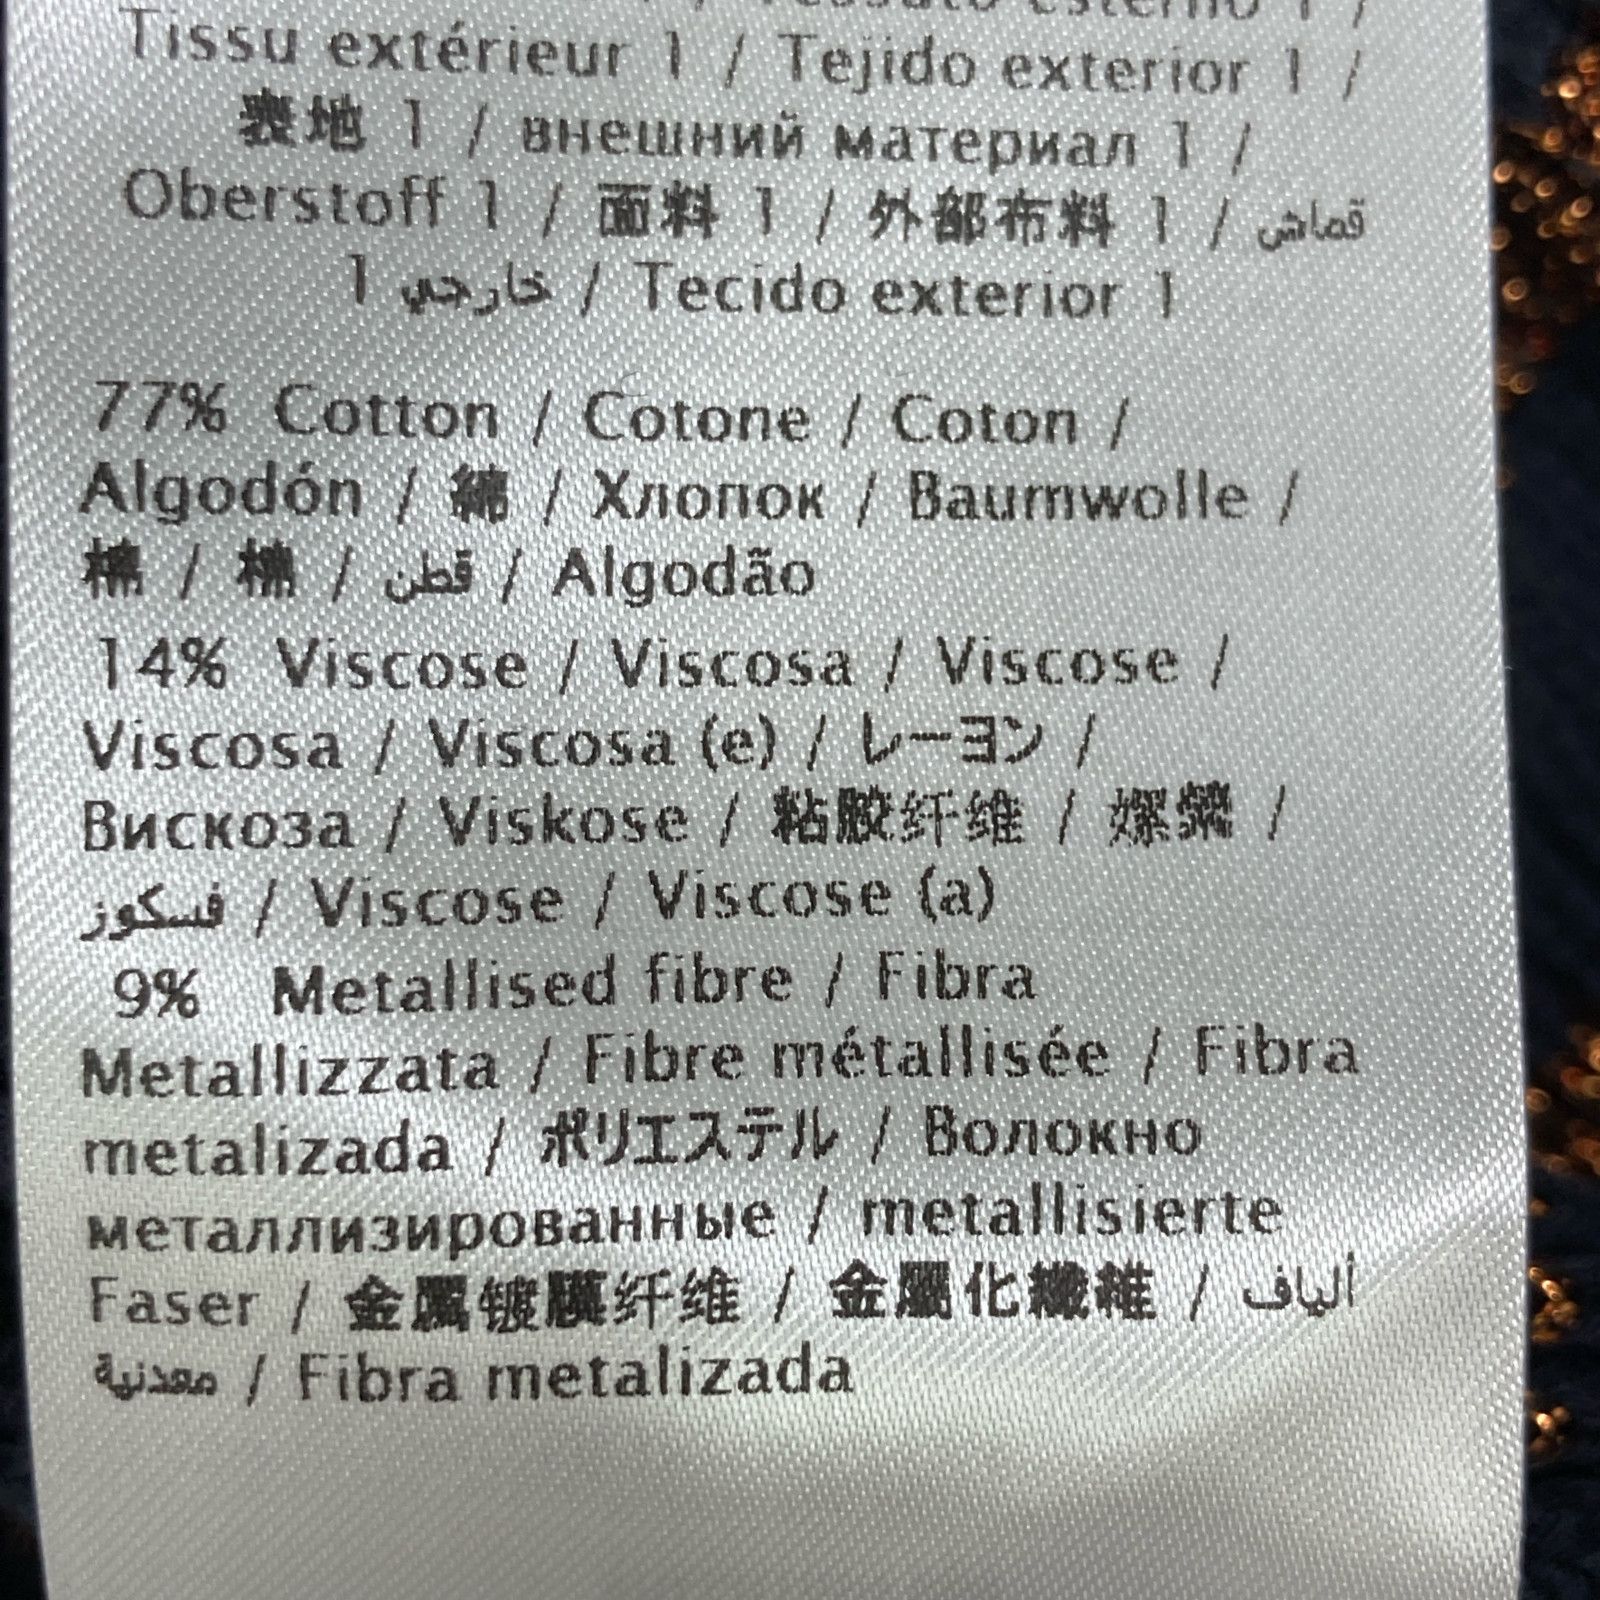 Tessuto esterno 1 /
Tissu extérieur 1 / Tejido exterior 1 /
表地 1 / внешний материал 1 /
Oberstoff 1 / 面料 1 / 外部布料 1 / قماش
خارجي 1 / Tecido exterior 1
77% Cotton / Cotone / Coton /
Algodón / 綿 / Хлопок / Baumwolle /
棉 / 棉 / قطن / Algodão
14% Viscose / Viscosa / Viscose /
Viscosa / Viscosa (e) / レーヨン /
Вискоза / Viskose / 粘胶纤维 / 嫘縈 /
فسكوز / Viscose / Viscose (a)
9% Metallised fibre / Fibra
Metallizzata / Fibre métallisée / Fibra
metalizada / ポリエステル / Волокно
металлизированные / metallisierte
Faser / 金属镀膜纤维 / 金屬化纖維 / ألياف
معدنية / Fibra metalizada